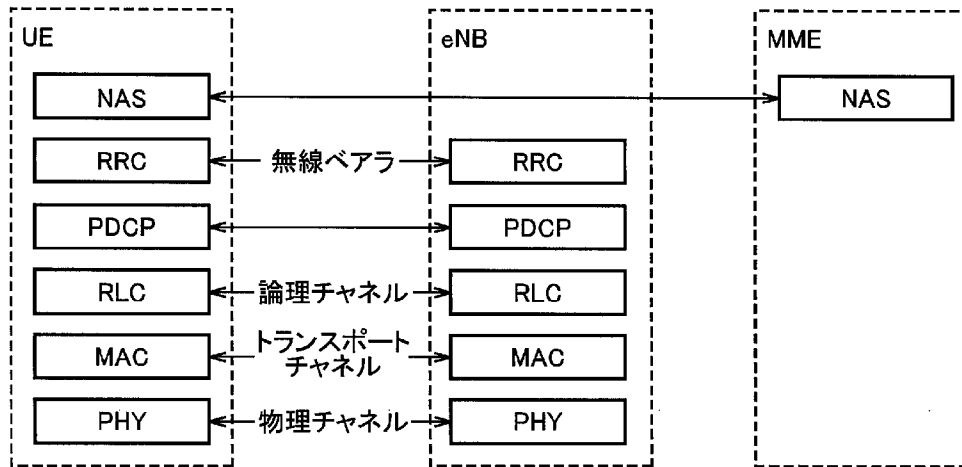 UE
eNB
MME
NAS
NAS
RRC
無線ベアラ
RRC
PDCP
PDCP
RLC
論理チャネル
RLC
MAC
トランスポート
チャネル
MAC
PHY
物理チャネル
PHY